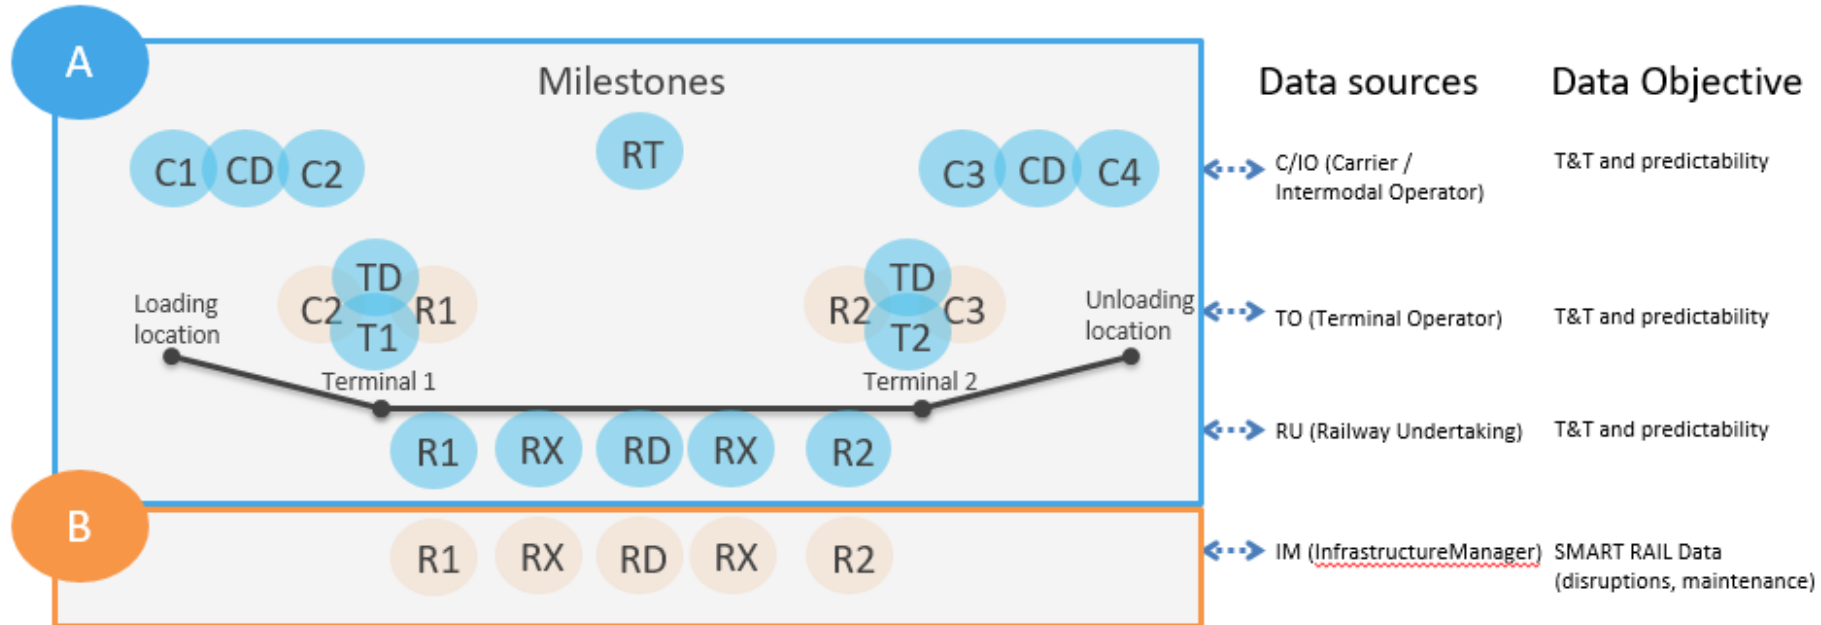 A
Milestones
Data sources
Data Objective
C1 CD C2
RT
C3 CD C4
C/IO (Carrier /
Intermodal Operator)
T&T and predictability
Loading
location
TD
C2
R1
T1
Terminal 1
TD
R2
C3
T2
Terminal 2
Unloading
location
TO (Terminal Operator)
T&T and predictability
R1 RX RD RX R2
RU (Railway Undertaking)
T&T and predictability
B
R1 RX RD RX R2
IM (InfrastructureManager)
SMART RAIL Data
(disruptions, maintenance)